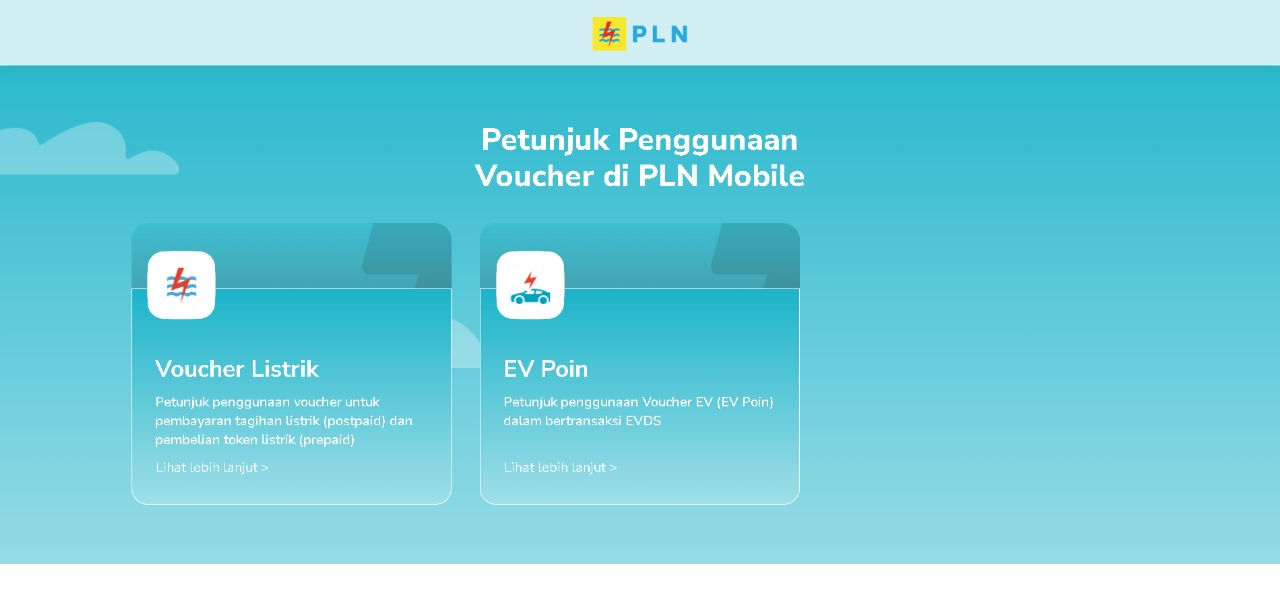 PLN
Petunjuk Penggunaan
Voucher di PLN Mobile
Voucher Listrik
Petunjuk penggunaan voucher untuk
pembayaran tagihan listrik (postpaid) dan
pembelian token listrik (prepaid)
Lihat lebih lanjut >
EV Poin
Petunjuk penggunaan Voucher EV (EV Poin)
dalam bertransaksi EVDS
Lihat lebih lanjut >